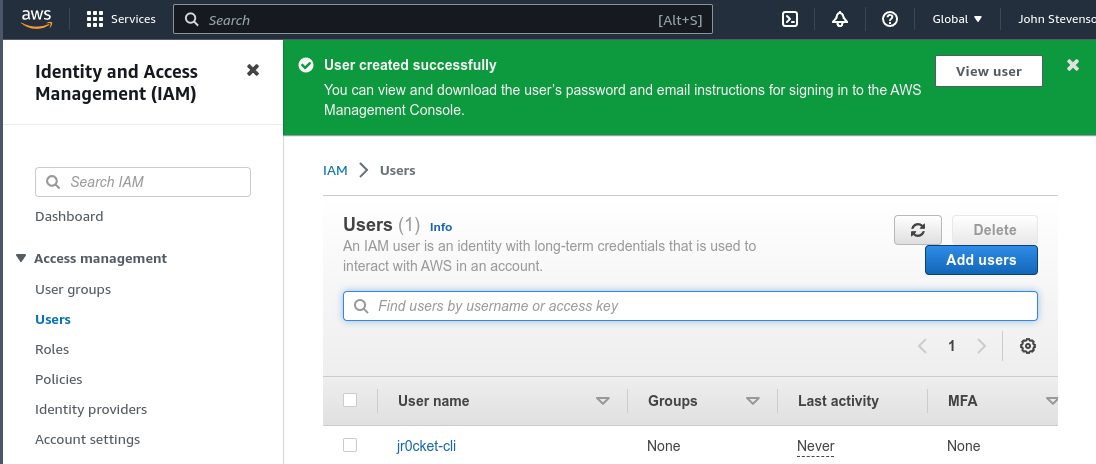 aws
Services
Search
[Alt+S]
Global
John Stevenso
Identity and Access
Management (IAM)
Search IAM
Dashboard
Access management
User groups
Users
Roles
Policies
Identity providers
Account settings
User created successfully
You can view and download the user's password and email instructions for signing in to the AWS
Management Console.
View user
IAM
Users
Users (1) Info
An IAM user is an identity with long-term credentials that is used to
interact with AWS in an account.
Delete
Add users
Find users by username or access key
1
User name Groups Last activity MFA
jr0cket-cli None Never None